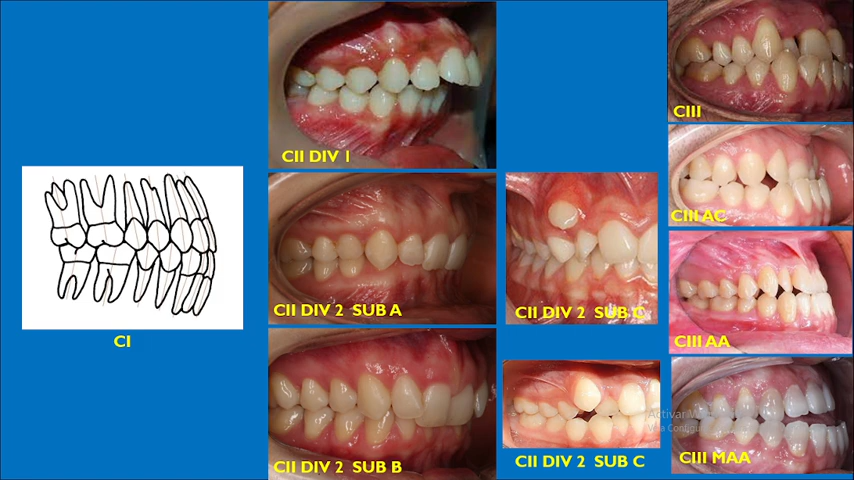 CI
CII DIV 1
CII DIV 2 SUB A
CII DIV 2 SUB B
CII DIV 2 SUB C
CII DIV 2 SUB C
CIII
CIII AC
CIII AA
CIII MAA
Activar